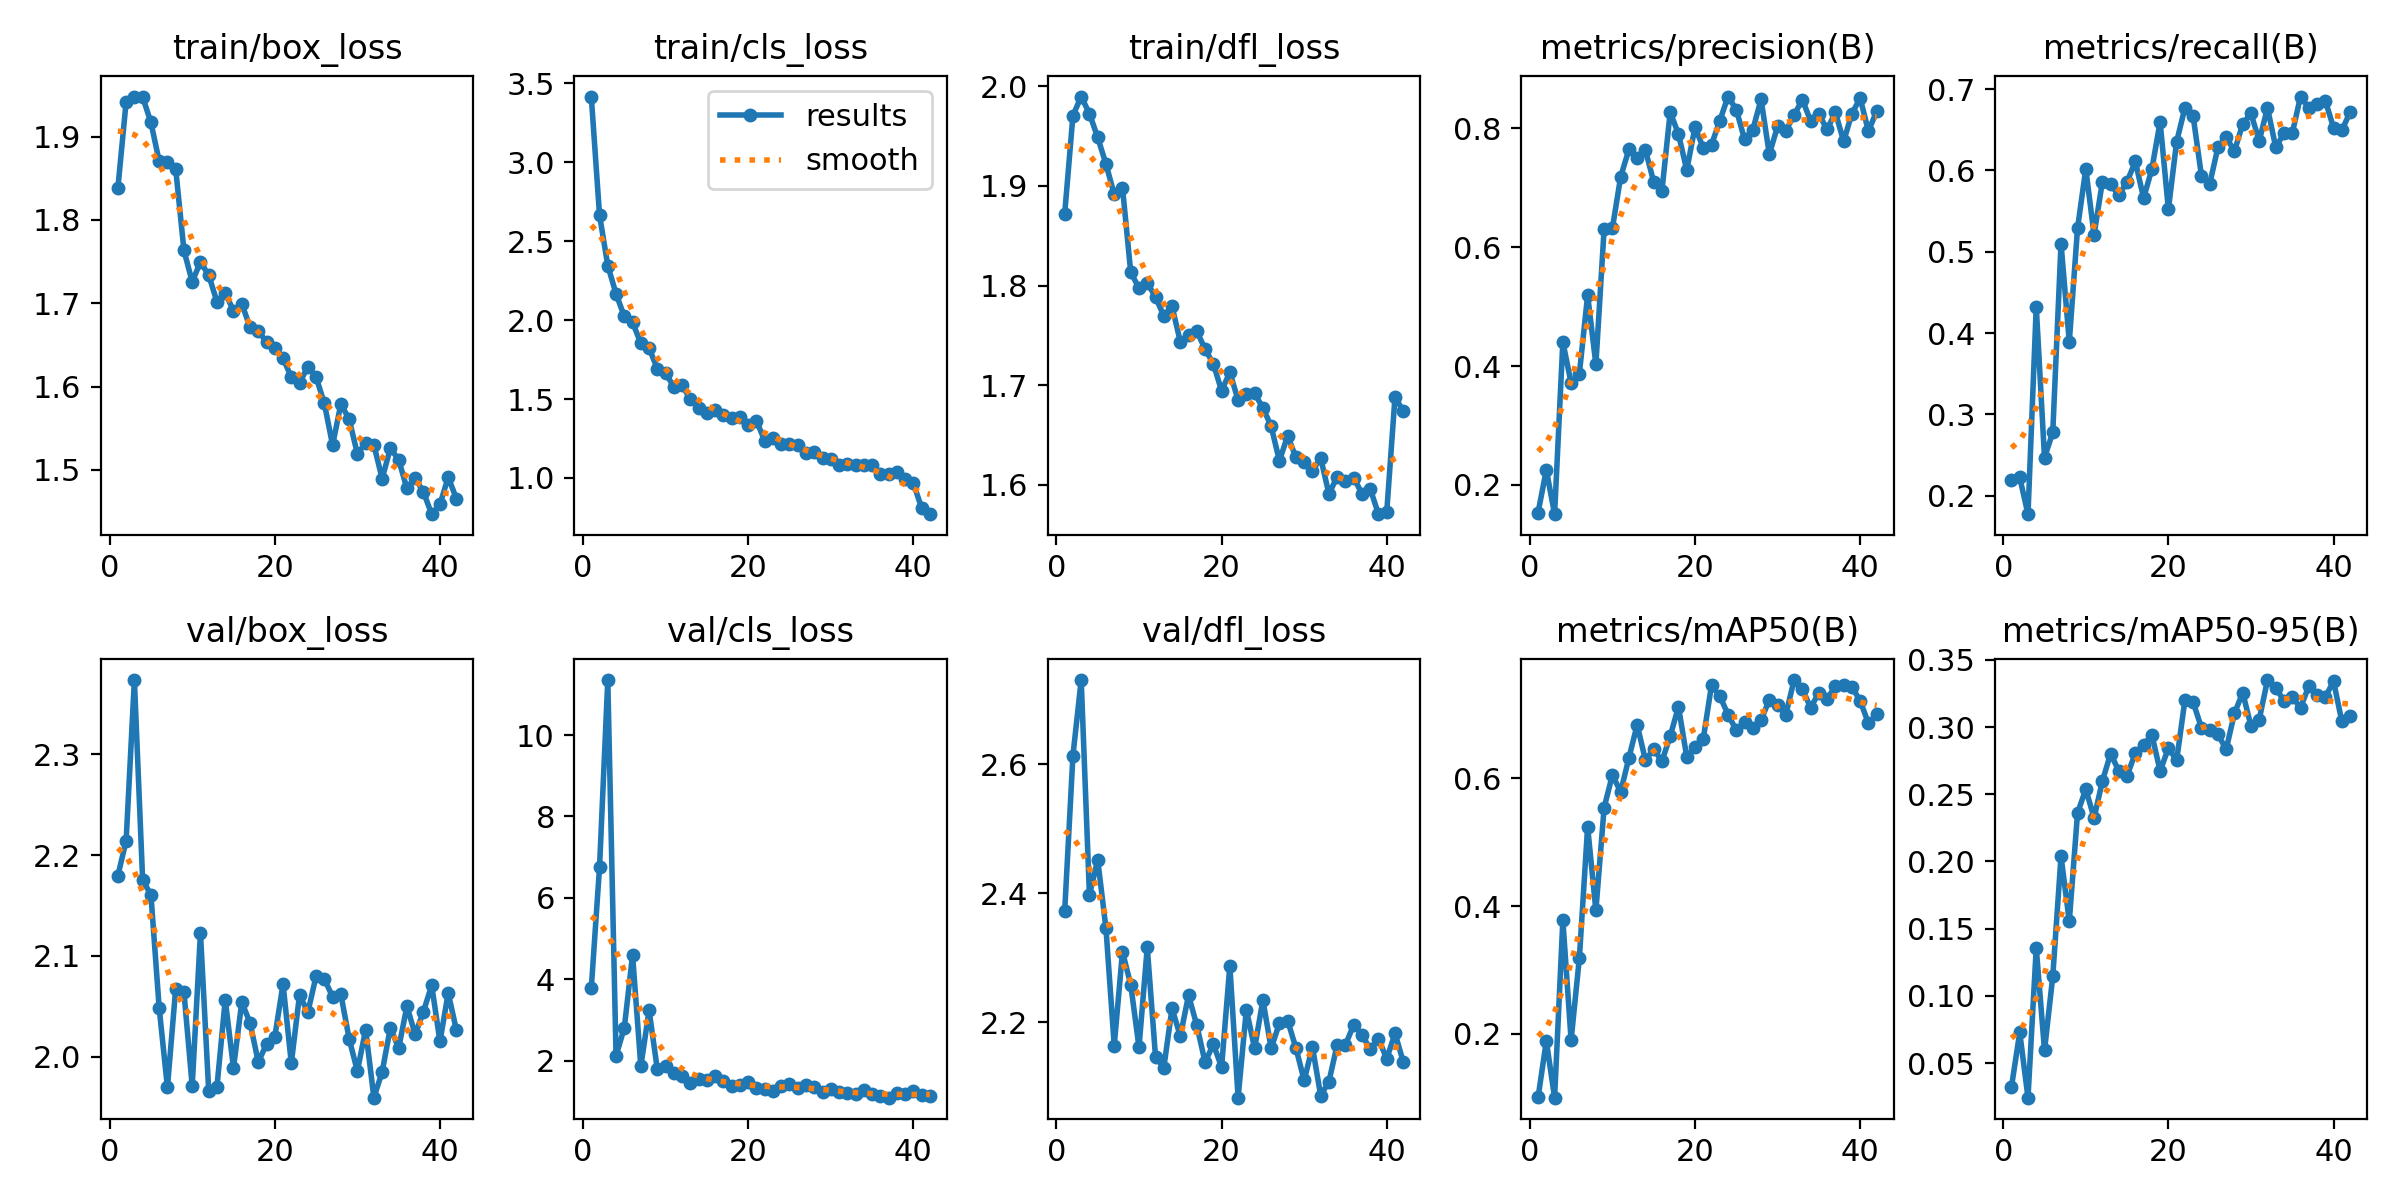 train/box_loss
1.9
1.8
1.7
1.6
1.5
0 20 40
train/cls_loss
results
smooth
3.5
3.0
2.5
2.0
1.5
1.0
0 20 40
train/dfl_loss
2.0
1.9
1.8
1.7
1.6
0 20 40
metrics/precision(B)
0.8
0.6
0.4
0.2
0 20 40
metrics/recall(B)
0.7
0.6
0.5
0.4
0.3
0.2
0 20 40
val/box_loss
2.3
2.2
2.1
2.0
0 20 40
val/cls_loss
10
8
6
4
2
0 20 40
val/dfl_loss
2.6
2.4
2.2
0 20 40
metrics/mAP50(B)
0.6
0.4
0.2
0 20 40
metrics/mAP50-95(B)
0.35
0.30
0.25
0.20
0.15
0.10
0.05
0 20 40